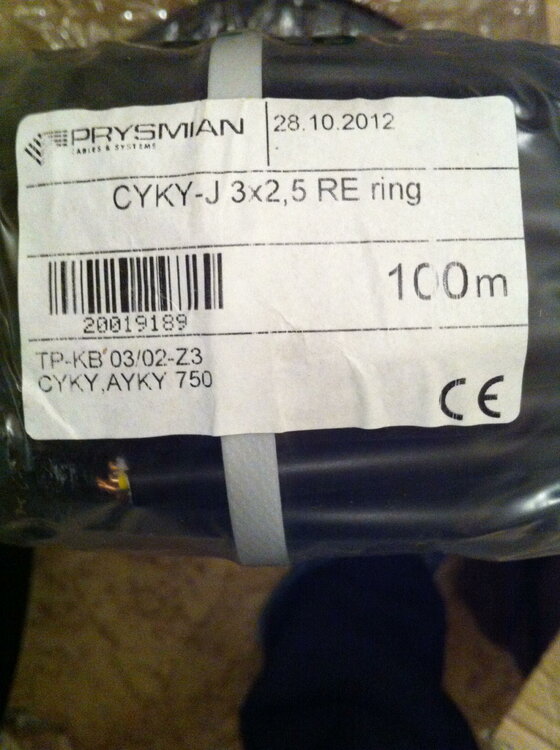 PRYSMIAN
CABLES & SYSTEMS
28.10.2012
CYKY-J 3x2,5 RE ring
20019189
100m
TP-KB 03/02-Z3
CYKY,AYKY 750
CE